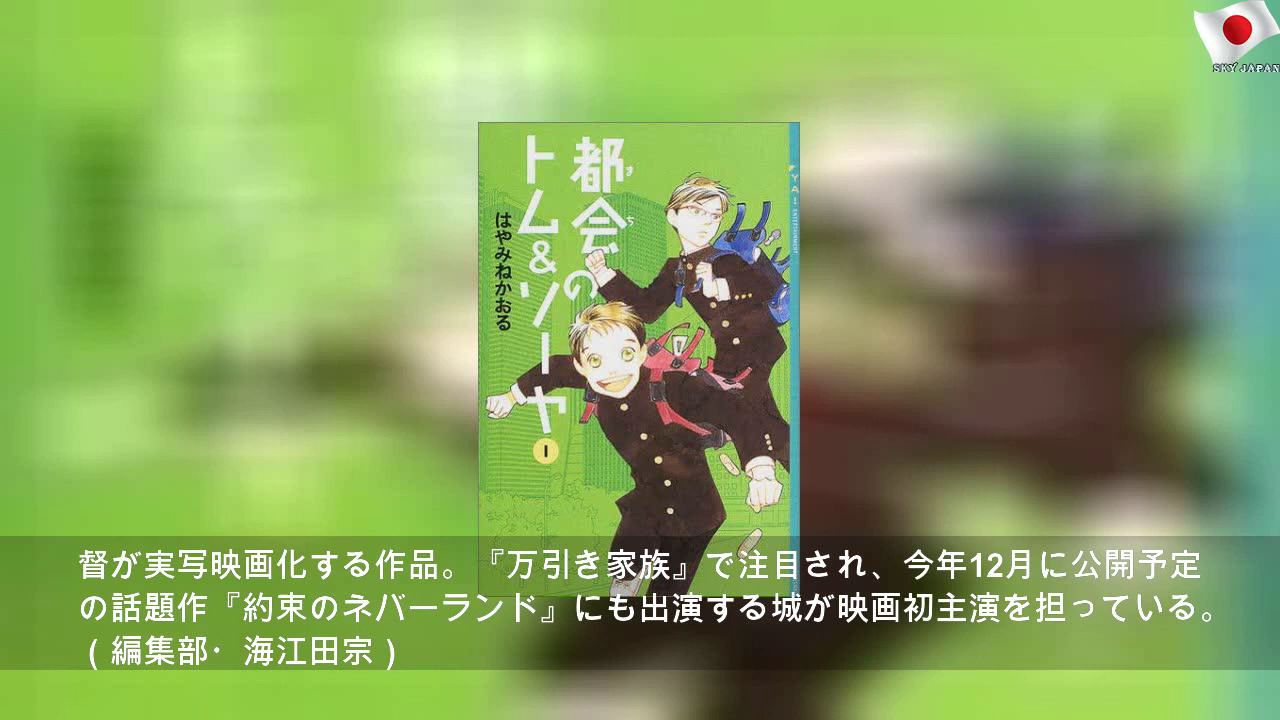 SKY JAPAN
都会の
まち
トム&ソーヤ
1
はやみねかおる
YA!
ENTERTAINMENT
督が実写映画化する作品。『万引き家族』で注目され、今年12月に公開予定
の話題作『約束のネバーランド』にも出演する城が映画初主演を担っている。
(編集部・海江田宗)